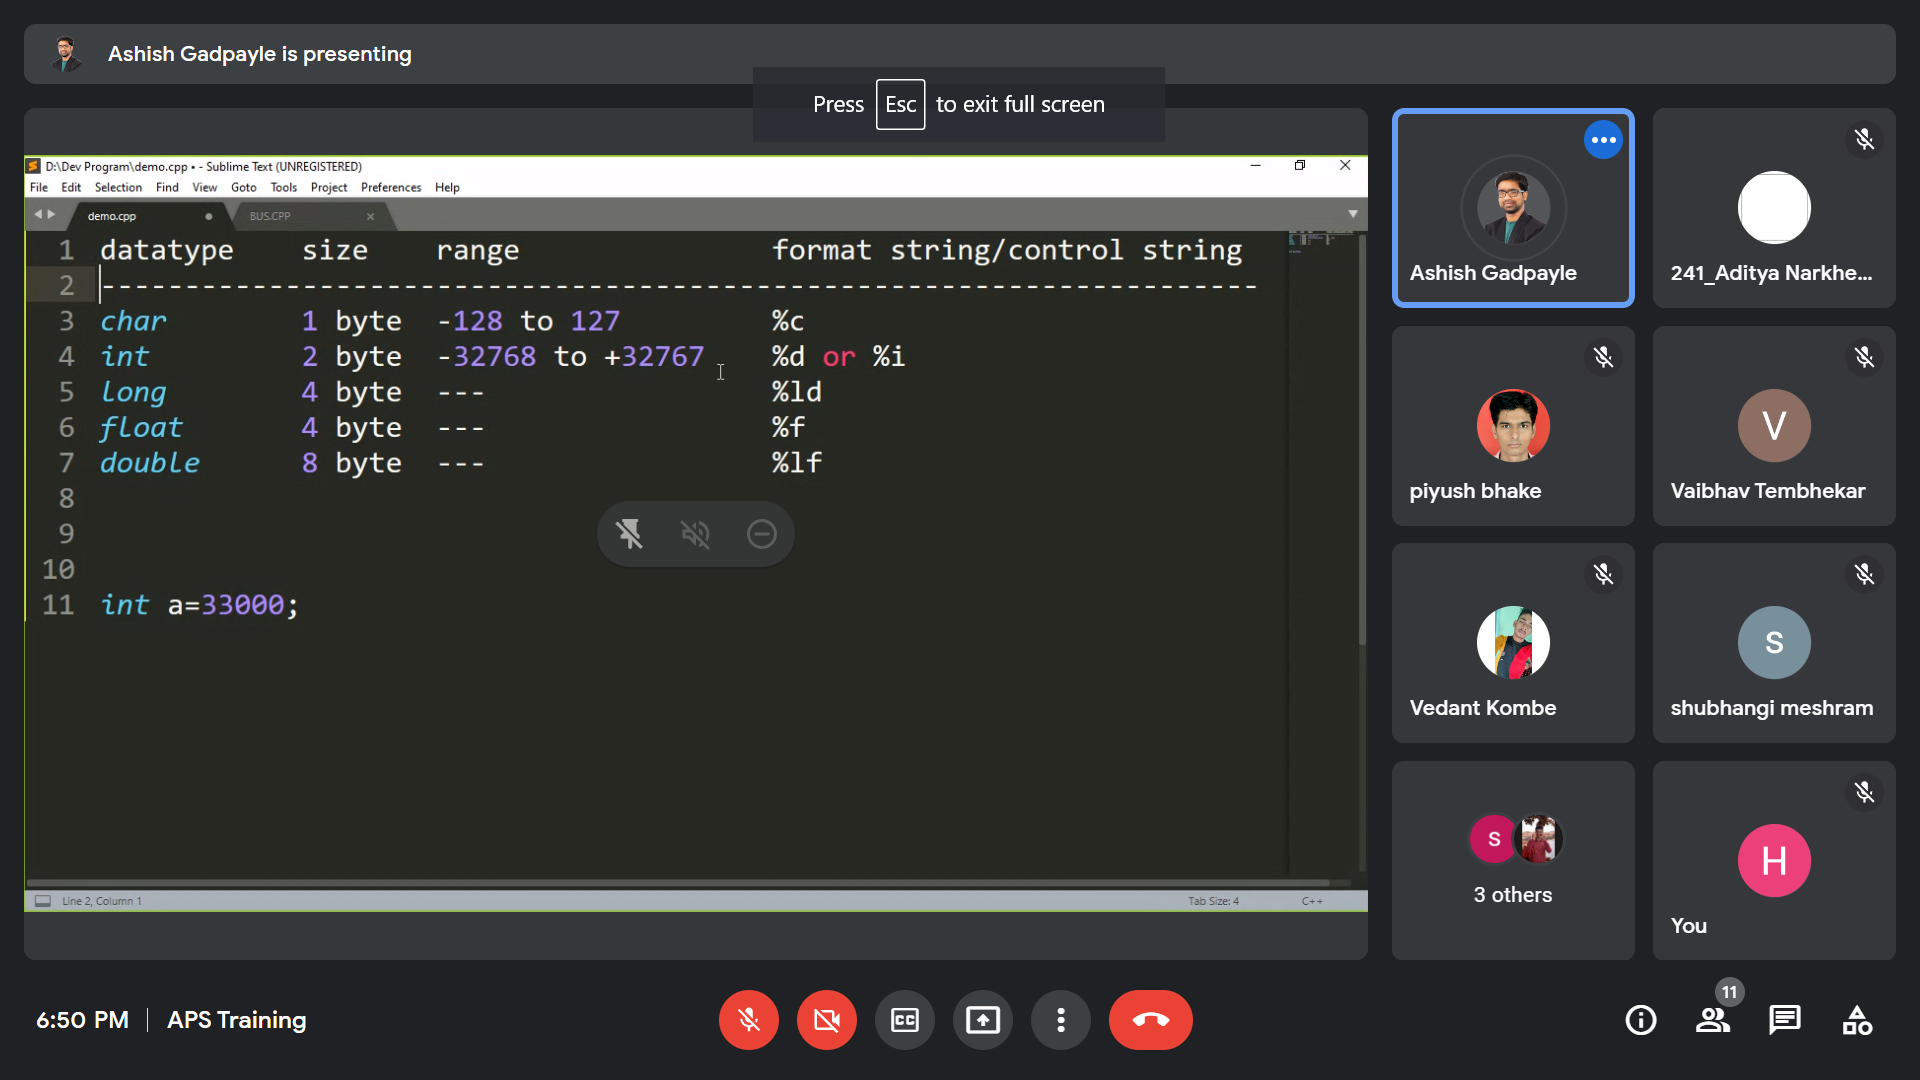 Ashish Gadpayle is presenting
Press Esc to exit full screen
D:\Dev Program\demo.cpp • - Sublime Text (UNREGISTERED)
File Edit Selection Find View Goto Tools Project Preferences Help
demo.cpp BUS.CPP
1 datatype size range format string/control string
2 ---------------------------------------------------------------------
3 char 1 byte -128 to 127 %c
4 int 2 byte -32768 to +32767 %d or %i
5 long 4 byte --- %ld
6 float 4 byte --- %f
7 double 8 byte --- %lf
8
9
10
11 int a=33000;
Line 2, Column 1 Tab Size: 4 C++
Ashish Gadpayle
241_Aditya Narkhe...
piyush bhake
V
Vaibhav Tembhekar
Vedant Kombe
S
shubhangi meshram
S
3 others
H
You
6:50 PM APS Training
CC
11